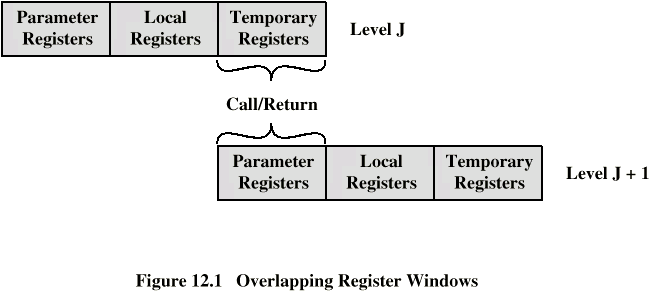 Parameter Registers
Local Registers
Temporary Registers
Level J
Call/Return
Parameter Registers
Local Registers
Temporary Registers
Level J + 1
Figure 12.1 Overlapping Register Windows